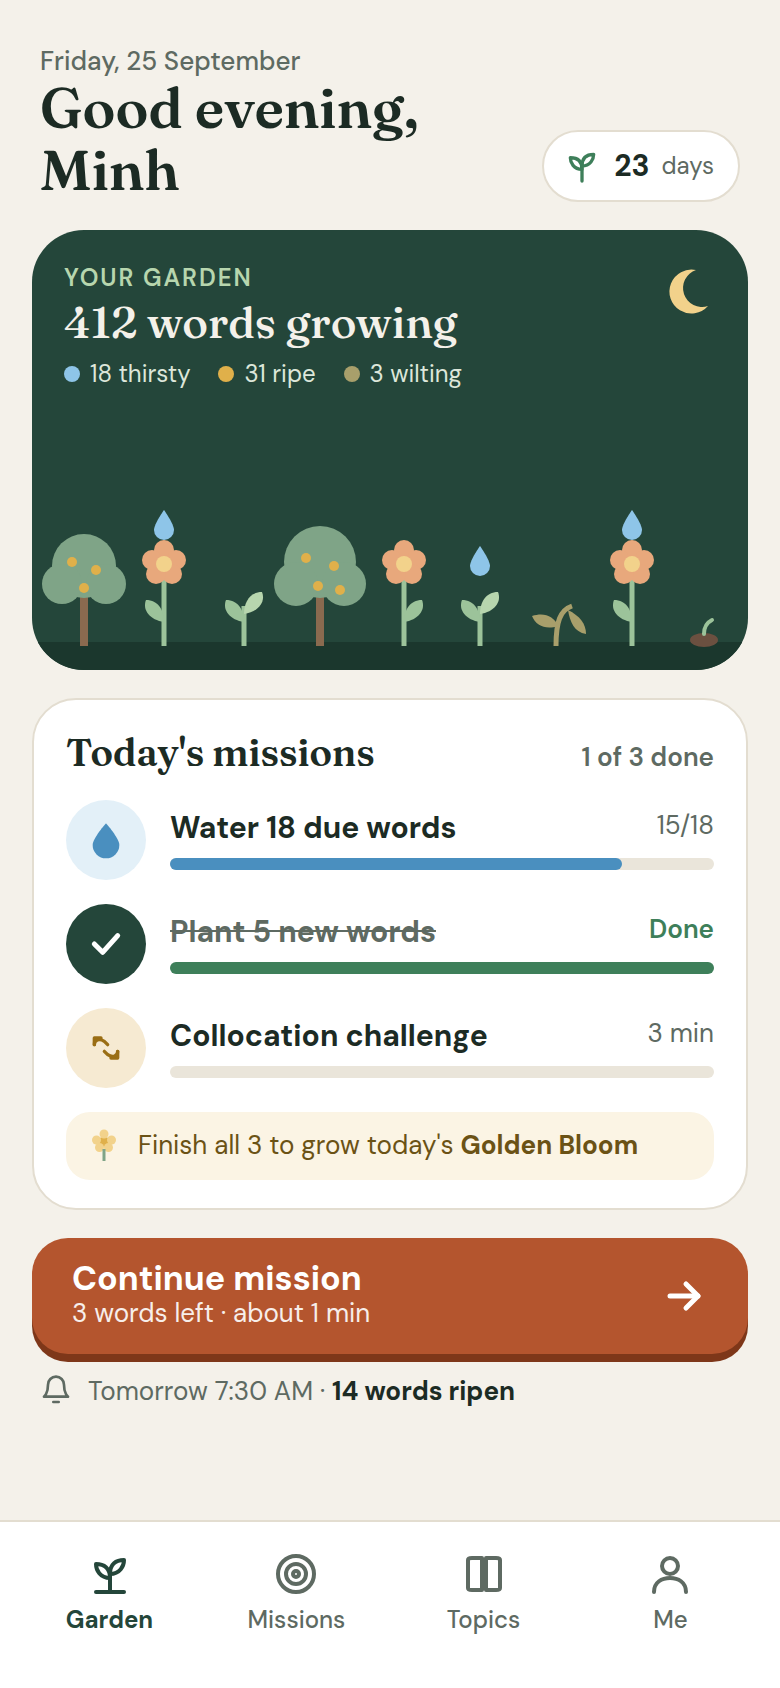 Friday, 25 September
Good evening,
Minh
23 days
YOUR GARDEN
412 words growing
18 thirsty
31 ripe
3 wilting
Today's missions
1 of 3 done
Water 18 due words
15/18
Plant 5 new words
Done
Collocation challenge
3 min
Finish all 3 to grow today's Golden Bloom
Continue mission
3 words left · about 1 min
Tomorrow 7:30 AM · 14 words ripen
Garden
Missions
Topics
Me